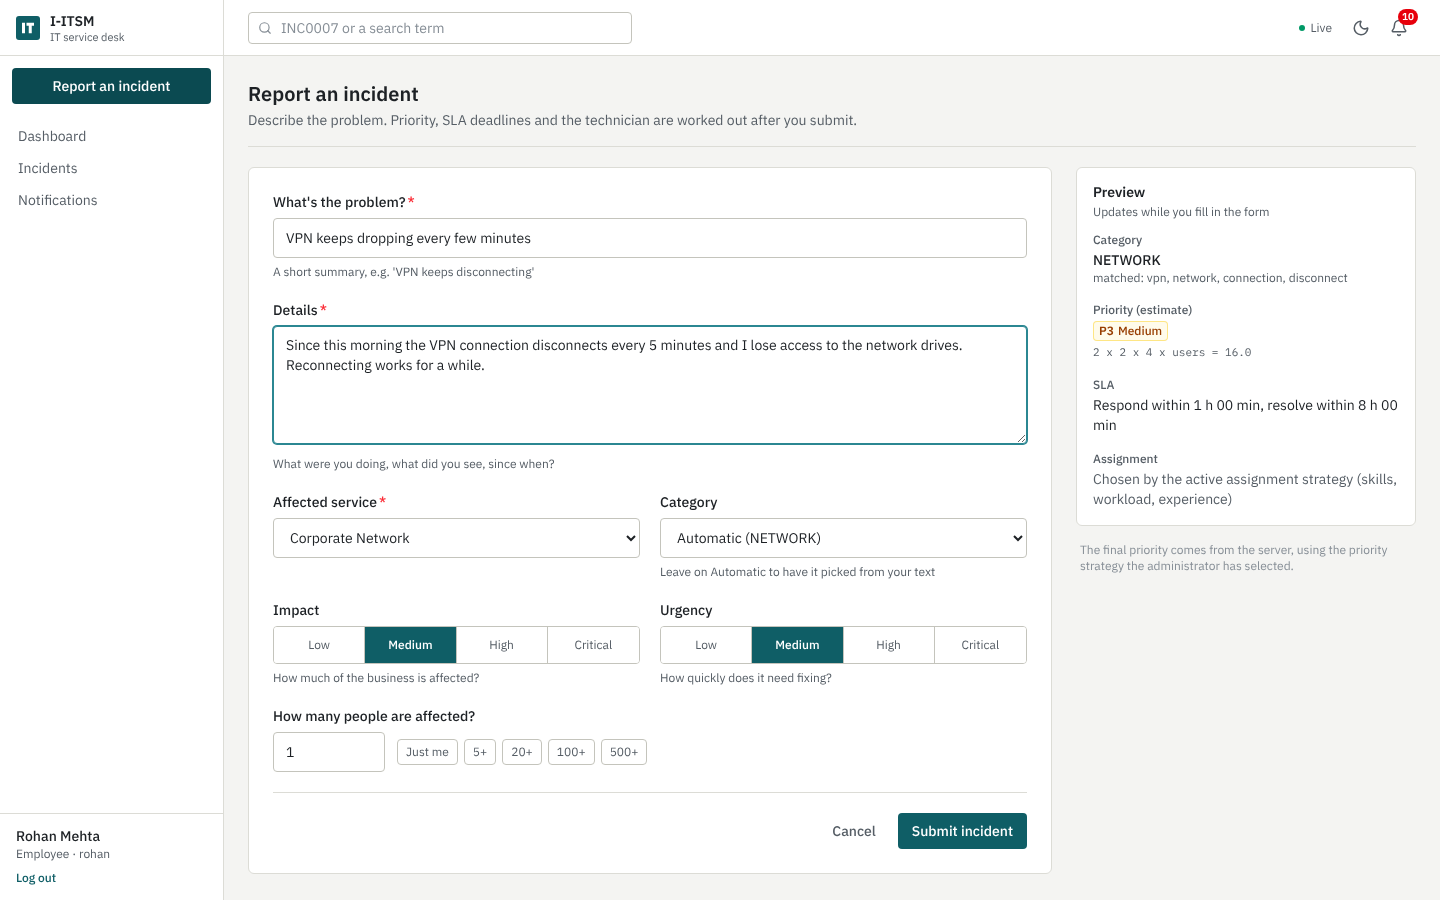 IT
I-ITSM
IT service desk
INC0007 or a search term
Live
10
Report an incident
Dashboard
Incidents
Notifications
Report an incident
Describe the problem. Priority, SLA deadlines and the technician are worked out after you submit.
What's the problem? *
VPN keeps dropping every few minutes
A short summary, e.g. 'VPN keeps disconnecting'
Details *
Since this morning the VPN connection disconnects every 5 minutes and I lose access to the network drives.
Reconnecting works for a while.
What were you doing, what did you see, since when?
Affected service *
Corporate Network
Category
Automatic (NETWORK)
Leave on Automatic to have it picked from your text
Impact
Low Medium High Critical
How much of the business is affected?
Urgency
Low Medium High Critical
How quickly does it need fixing?
How many people are affected?
1 Just me 5+ 20+ 100+ 500+
Cancel Submit incident
Preview
Updates while you fill in the form
Category
NETWORK
matched: vpn, network, connection, disconnect
Priority (estimate)
P3 Medium
2 x 2 x 4 x users = 16.0
SLA
Respond within 1 h 00 min, resolve within 8 h 00
min
Assignment
Chosen by the active assignment strategy (skills,
workload, experience)
The final priority comes from the server, using the priority
strategy the administrator has selected.
Rohan Mehta
Employee · rohan
Log out